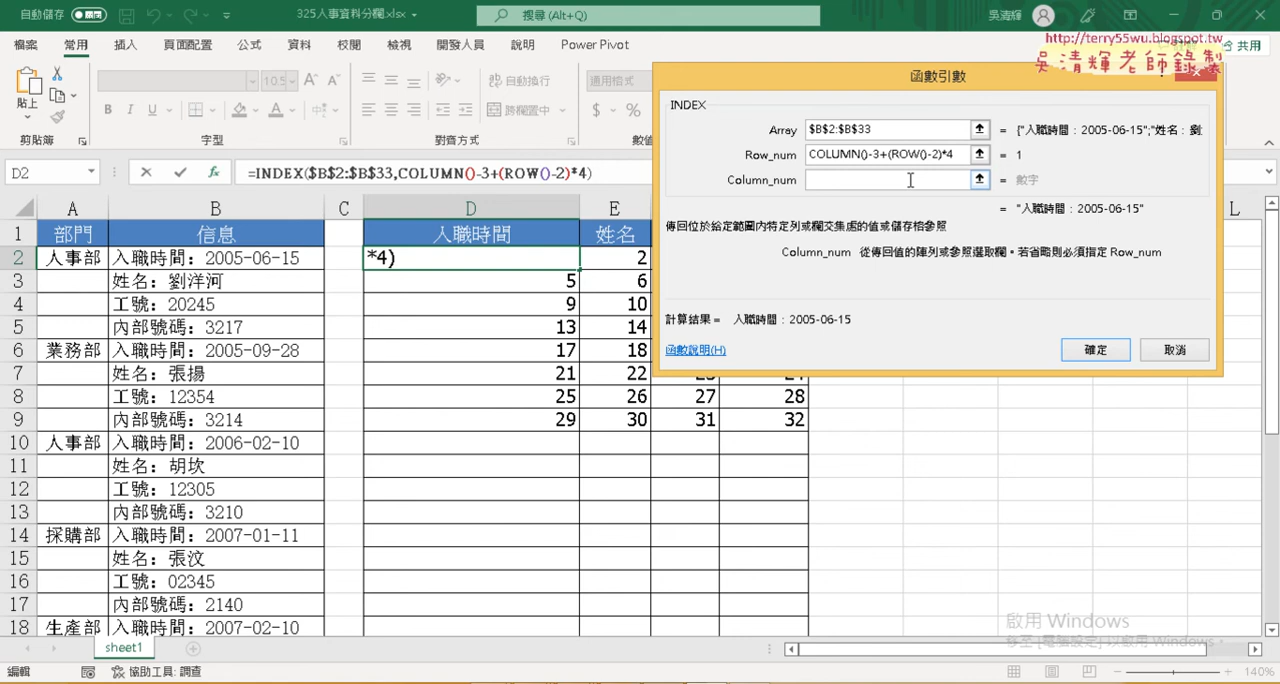 自動儲存 325人事資料分欄.xlsx 搜尋 (Alt+Q) 吳清輝
http://terry55wu.blogspot.tw
吳清輝老師錄製
檔案 常用 插入 頁面配置 公式 資料 校閱 檢視 開發人員 說明 Power Pivot 共用
貼上 10.5 自動換行 通用格式
B I U 跨欄置中 $ %
剪貼簿 字型 對齊方式 數值
D2 =INDEX($B$2:$B$33,COLUMN()-3+(ROW()-2)*4)
函數引數
INDEX
Array $B$2:$B$33 = {"入職時間：2005-06-15";"姓名：劉
Row_num COLUMN()-3+(ROW()-2)*4 = 1
Column_num = 數字
= "入職時間：2005-06-15"
傳回位於給定範圍內特定列或欄交集處的值或儲存格參照
Column_num 從傳回值的陣列或參照選取欄。若省略則必須指定 Row_num
計算結果 = 入職時間：2005-06-15
函數說明(H) 確定 取消
A B C D E L
1 部門 信息 入職時間 姓名
2 人事部 入職時間：2005-06-15 *4) 2
3 姓名：劉洋河 5 6
4 工號：20245 9 10
5 內部號碼：3217 13 14
6 業務部 入職時間：2005-09-28 17 18
7 姓名：張揚 21 22 23 24
8 工號：12354 25 26 27 28
9 內部號碼：3214 29 30 31 32
10 人事部 入職時間：2006-02-10
11 姓名：胡坎
12 工號：12305
13 內部號碼：3210
14 採購部 入職時間：2007-01-11
15 姓名：張汶
16 工號：02345
17 內部號碼：2140
18 生產部 入職時間：2007-02-10
啟用 Windows
移至 [電腦設定] 以啟用 Windows。
sheet1
編輯 協助工具: 調查 140%